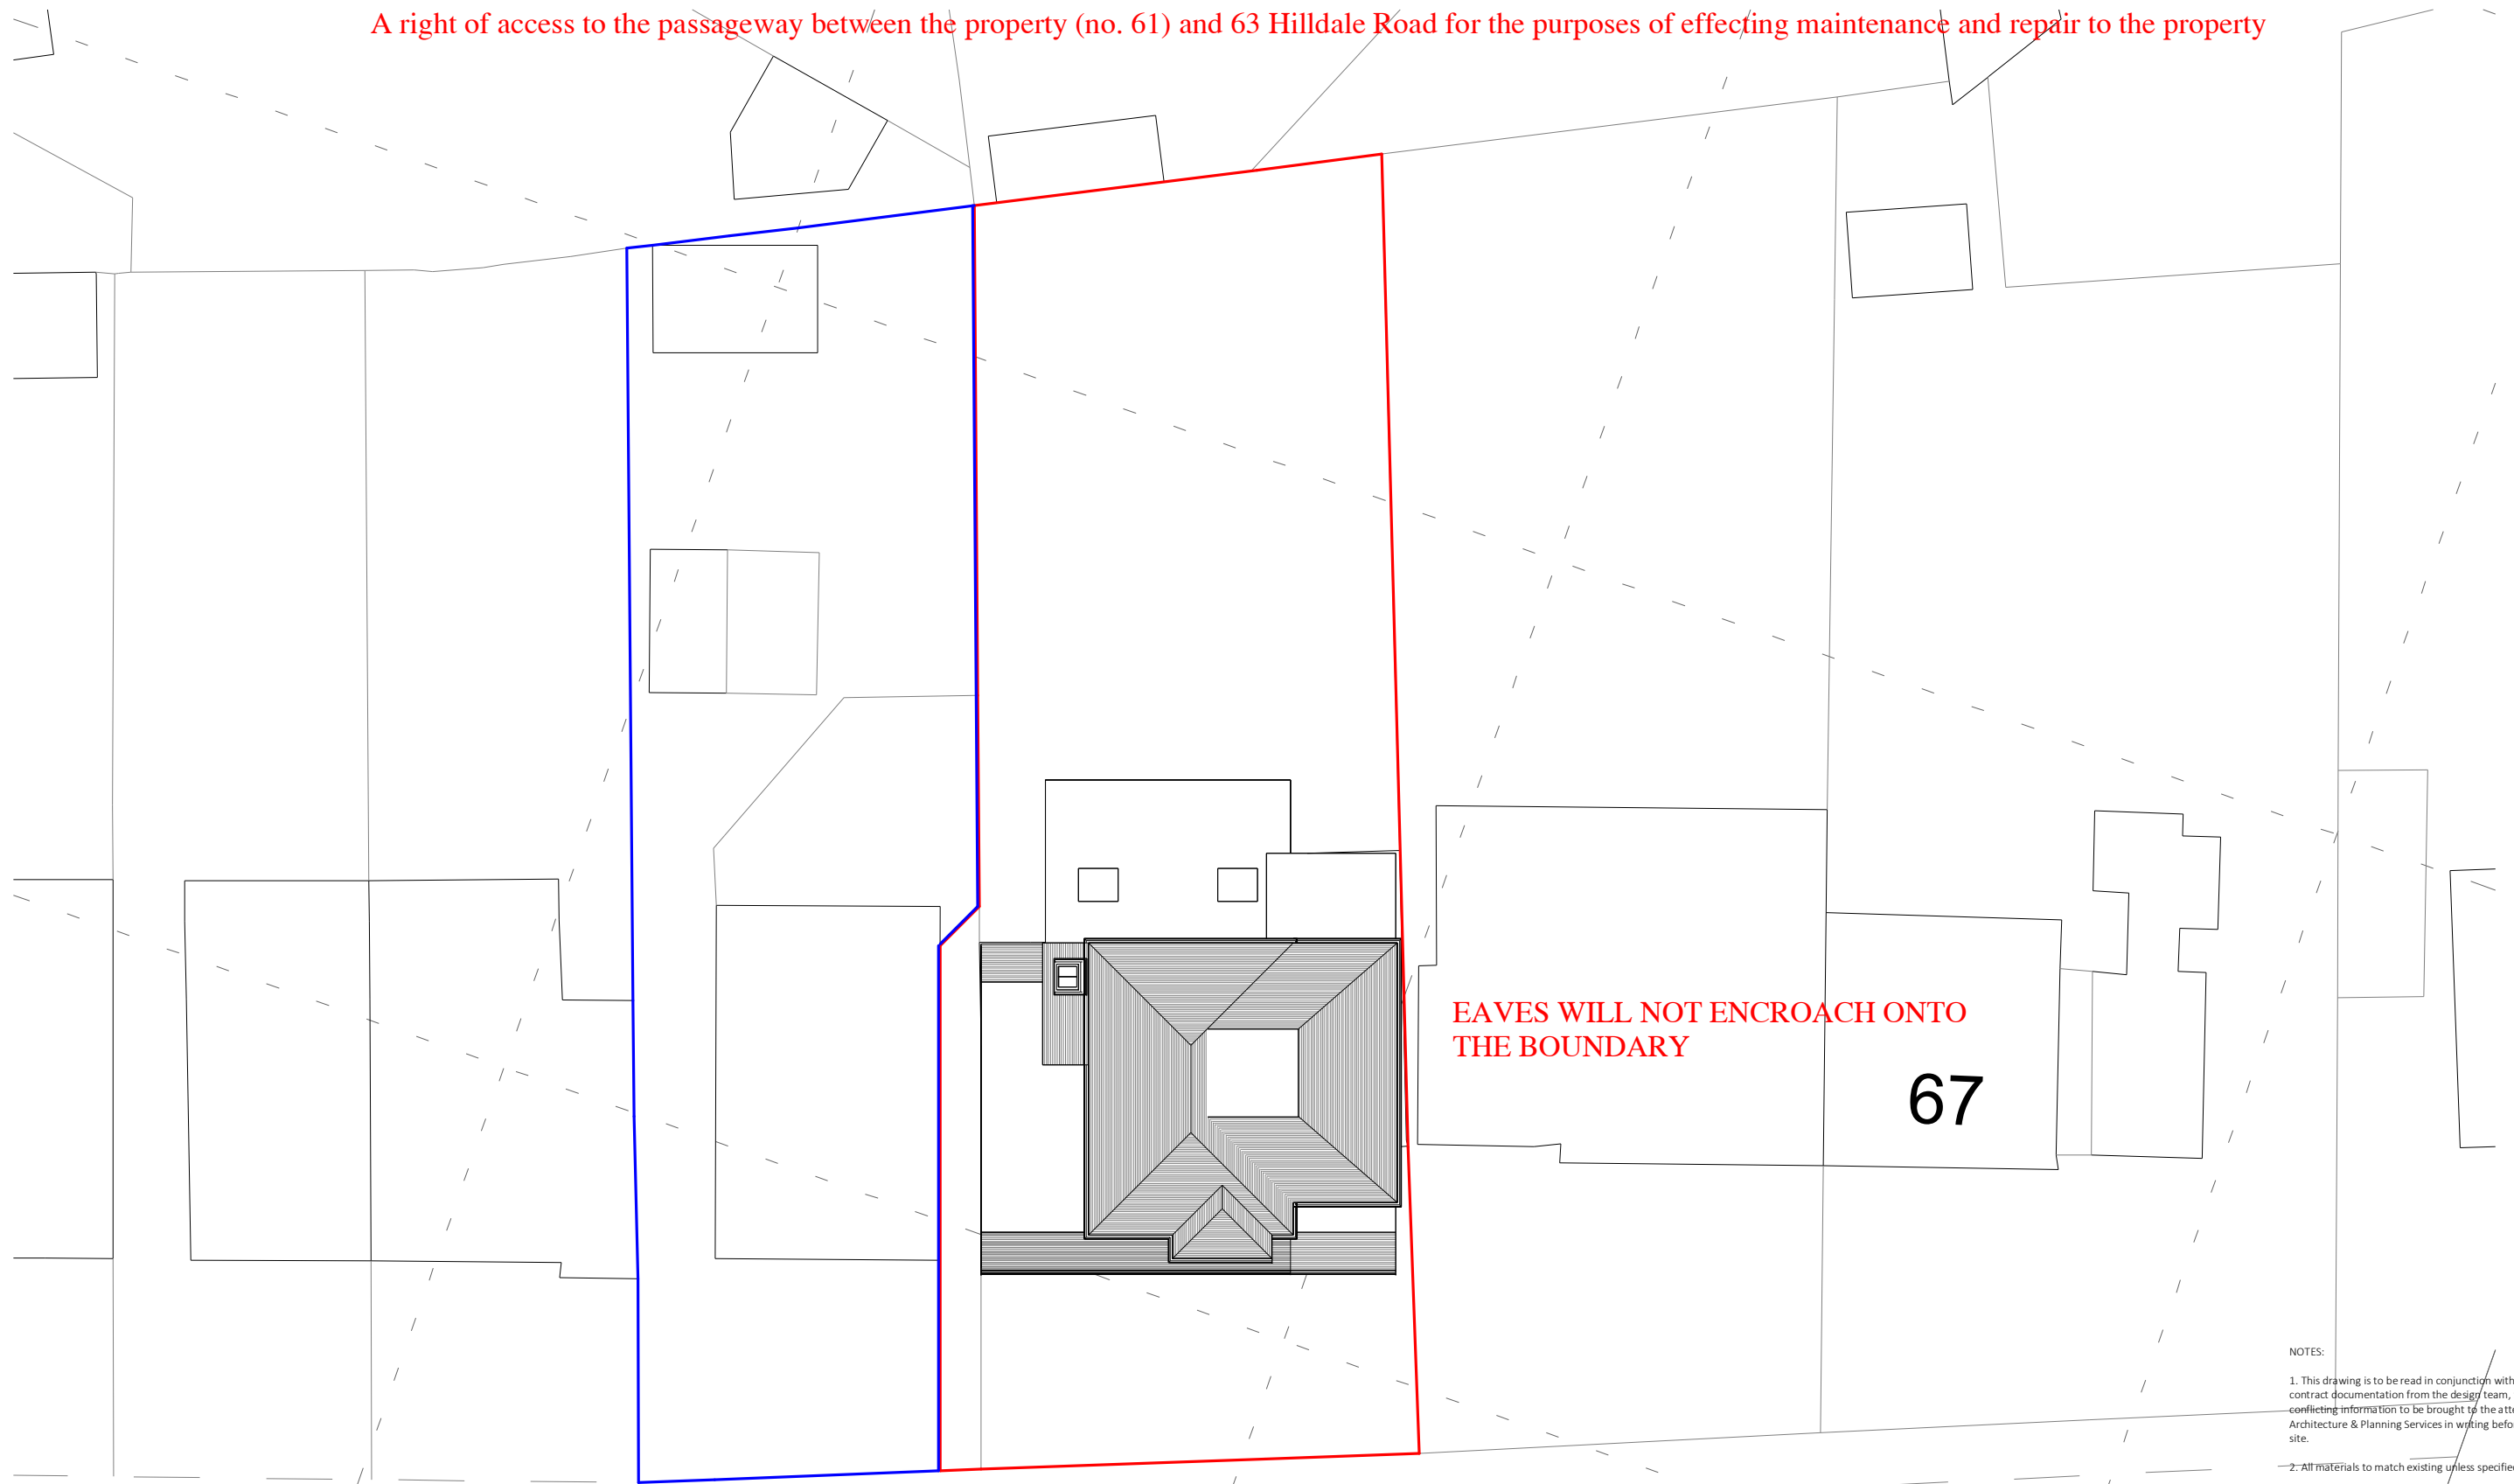 A right of access to the passageway between the property (no. 61) and 63 Hilldale Road for the purposes of effecting maintenance and repair to the property
EAVES WILL NOT ENCROACH ONTO
THE BOUNDARY
67
NOTES:
1. This drawing is to be read in conjunction with
contract documentation from the design team,
conflicting information to be brought to the
Architecture & Planning Services in writing
site.
2. All materials to match existing unless